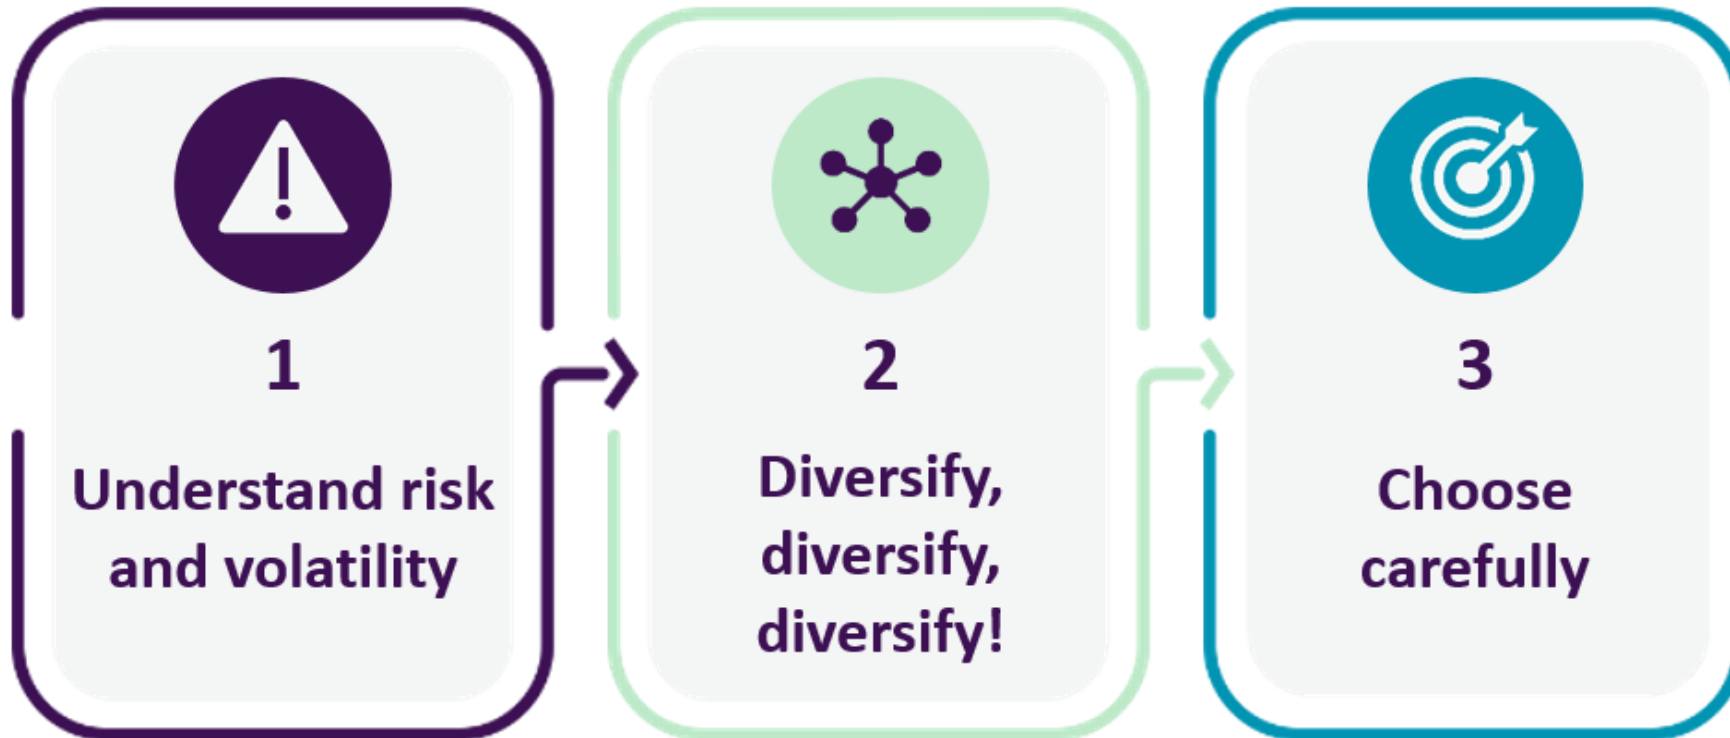 1
Understand risk
and volatility
2
Diversify,
diversify,
diversify!
3
Choose
carefully